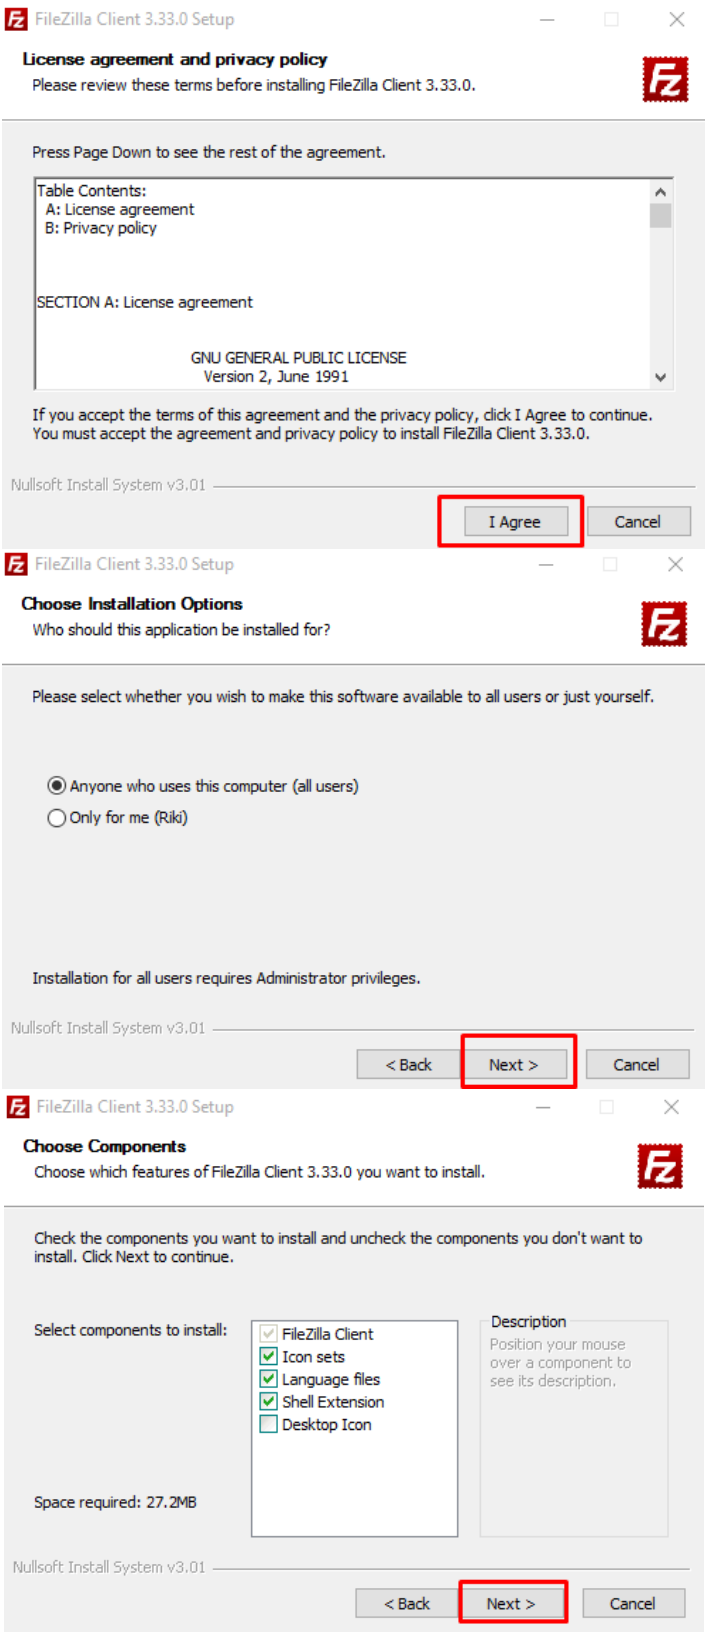 FileZilla Client 3.33.0 Setup
License agreement and privacy policy
Please review these terms before installing FileZilla Client 3.33.0.
Press Page Down to see the rest of the agreement.
Table Contents:
A: License agreement
B: Privacy policy
SECTION A: License agreement
GNU GENERAL PUBLIC LICENSE
Version 2, June 1991
If you accept the terms of this agreement and the privacy policy, click I Agree to continue.
You must accept the agreement and privacy policy to install FileZilla Client 3.33.0.
Nullsoft Install System v3.01
I Agree Cancel
FileZilla Client 3.33.0 Setup
Choose Installation Options
Who should this application be installed for?
Please select whether you wish to make this software available to all users or just yourself.
Anyone who uses this computer (all users)
Only for me (Riki)
Installation for all users requires Administrator privileges.
Nullsoft Install System v3.01
< Back Next > Cancel
FileZilla Client 3.33.0 Setup
Choose Components
Choose which features of FileZilla Client 3.33.0 you want to install.
Check the components you want to install and uncheck the components you don't want to
install. Click Next to continue.
Select components to install:
FileZilla Client
Icon sets
Language files
Shell Extension
Desktop Icon
Description
Position your mouse
over a component to
see its description.
Space required: 27.2MB
Nullsoft Install System v3.01
< Back Next > Cancel